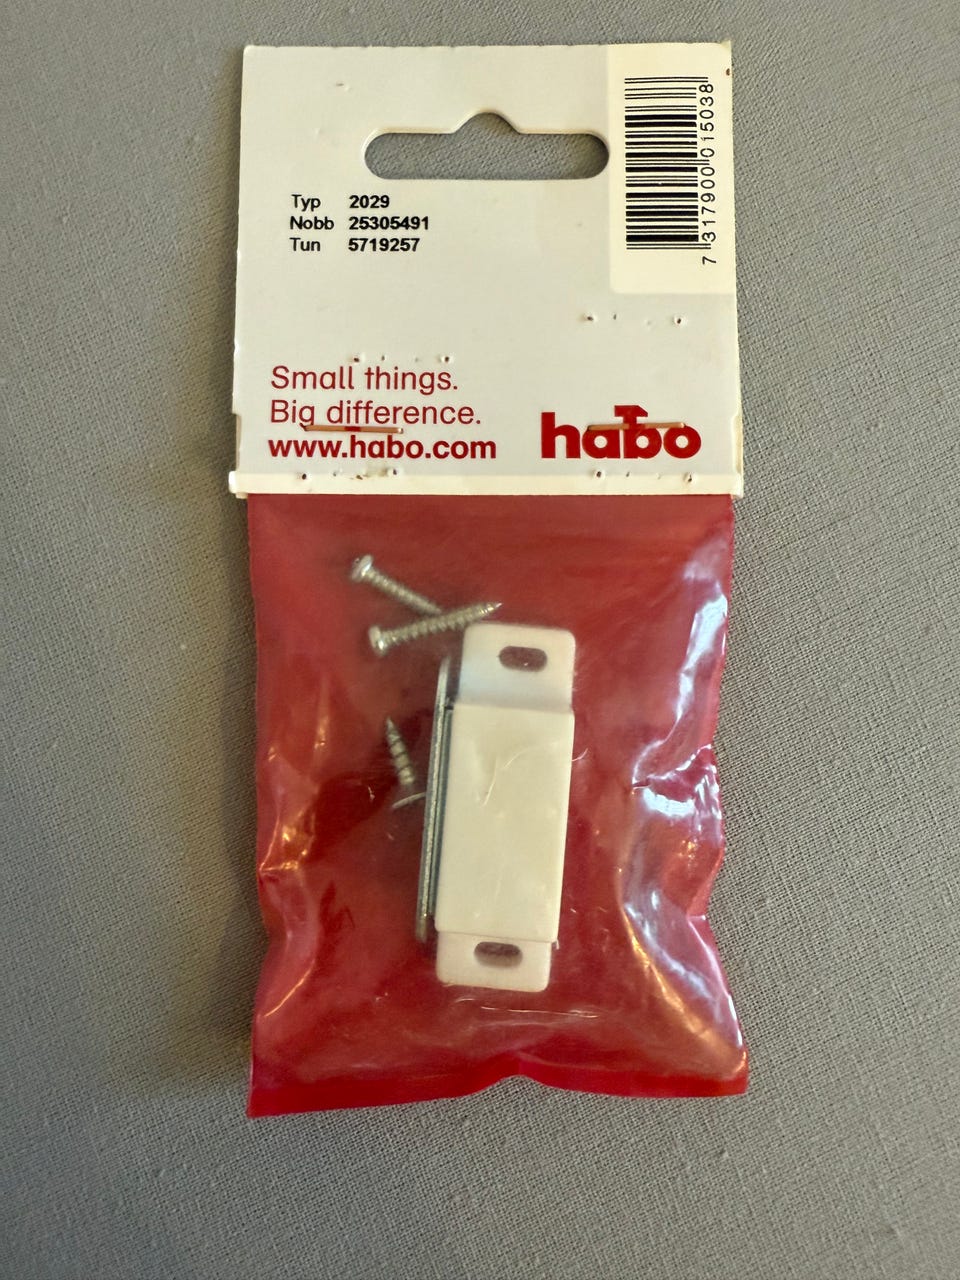 7 317900 015038
Typ 2029
Nobb 25305491
Tun 5719257
Small things.
Big difference.
www.habo.com
habo